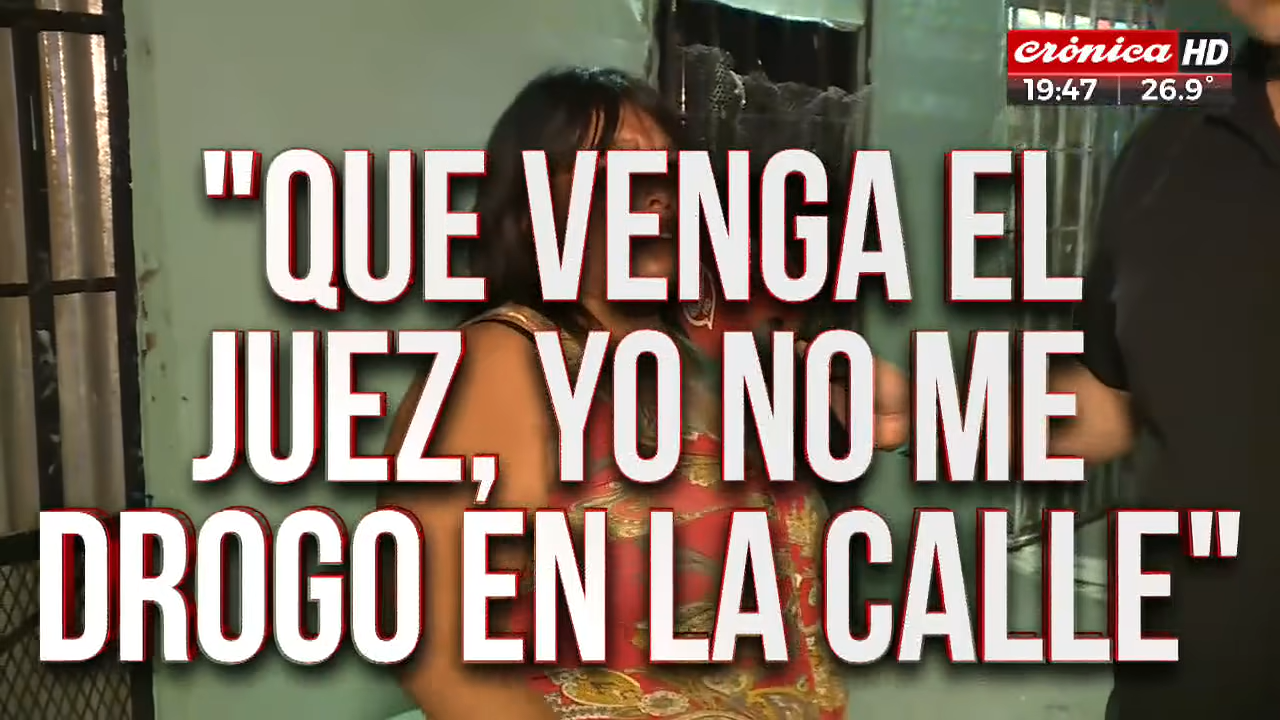 crónica HD
19:47 26.9°
"QUE VENGA EL
JUEZ, YO NO ME
DROGO EN LA CALLE"